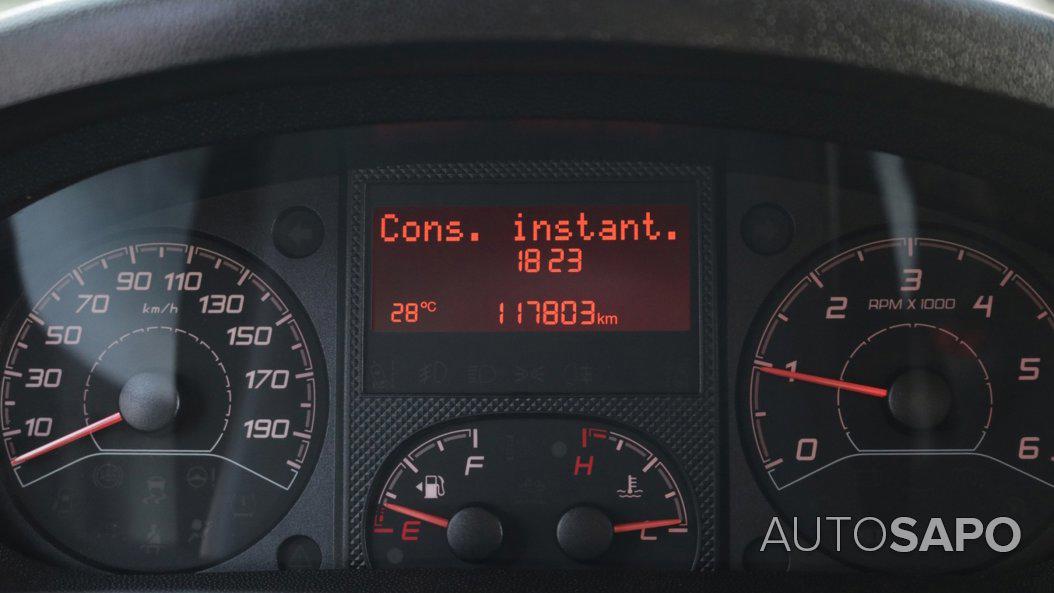 Cons. instant.
18 23
28°C 117803km
10 30 50 70 90 110 130 150 170 190
km/h
0 1 2 3 4 5 6
RPM X 1000
E F
H C
AUTOSAPO